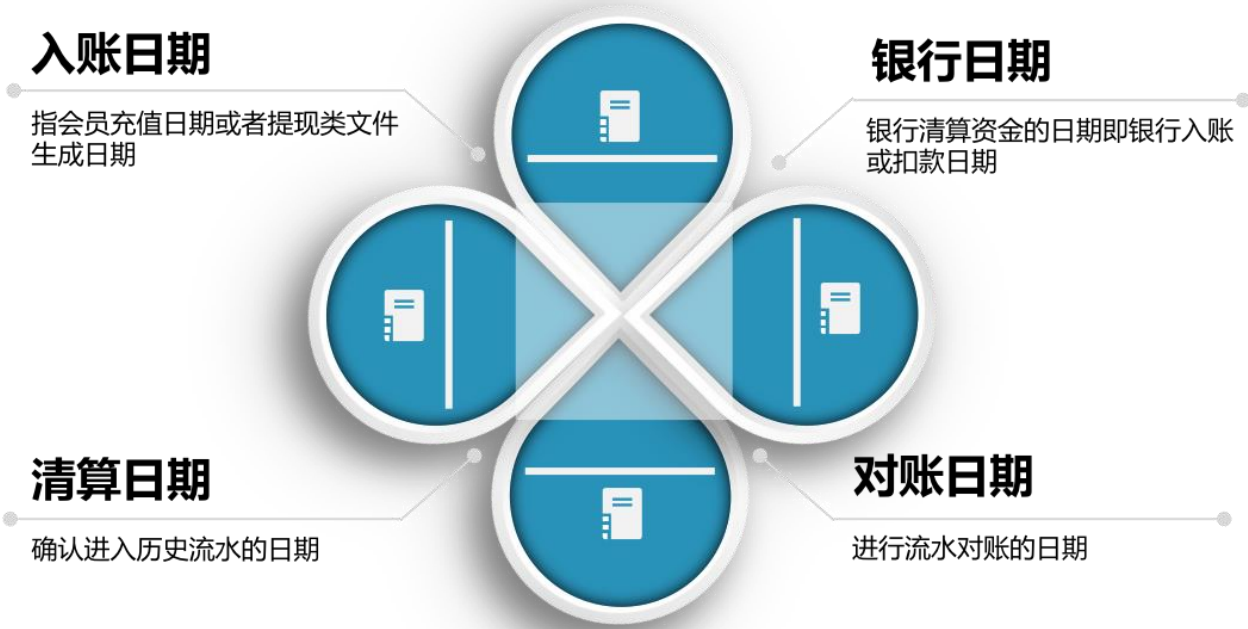 入账日期
指会员充值日期或者提现类文件
生成日期
银行日期
银行清算资金的日期即银行入账
或扣款日期
清算日期
确认进入历史流水的日期
对账日期
进行流水对账的日期